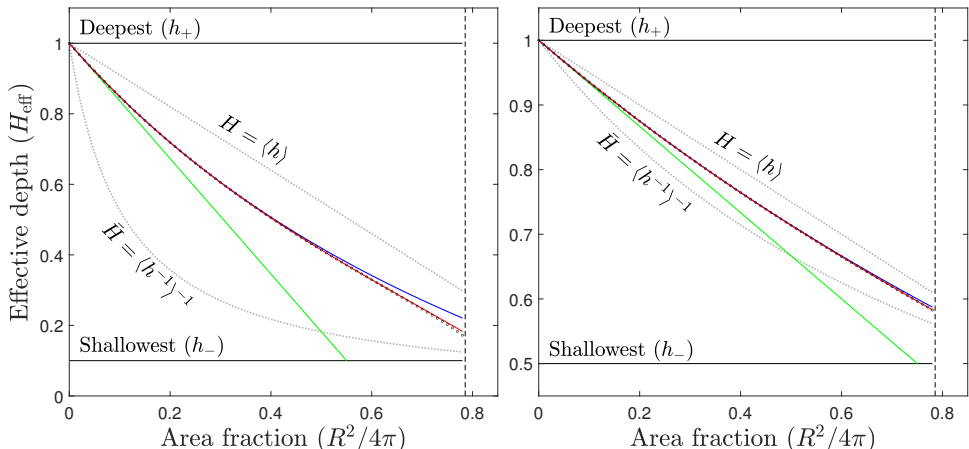 Deepest (h₊)
1
0.8
0.6
0.4
0.2
0
Effective depth (H_eff)
H = ⟨h⟩
H̄ = ⟨h⁻¹⟩⁻¹
Shallowest (h₋)
0
0.2
0.4
0.6
0.8
Area fraction (R²/4π)
Deepest (h₊)
1
0.9
0.8
0.7
0.6
0.5
H = ⟨h⟩
H̄ = ⟨h⁻¹⟩⁻¹
Shallowest (h₋)
0
0.2
0.4
0.6
0.8
Area fraction (R²/4π)